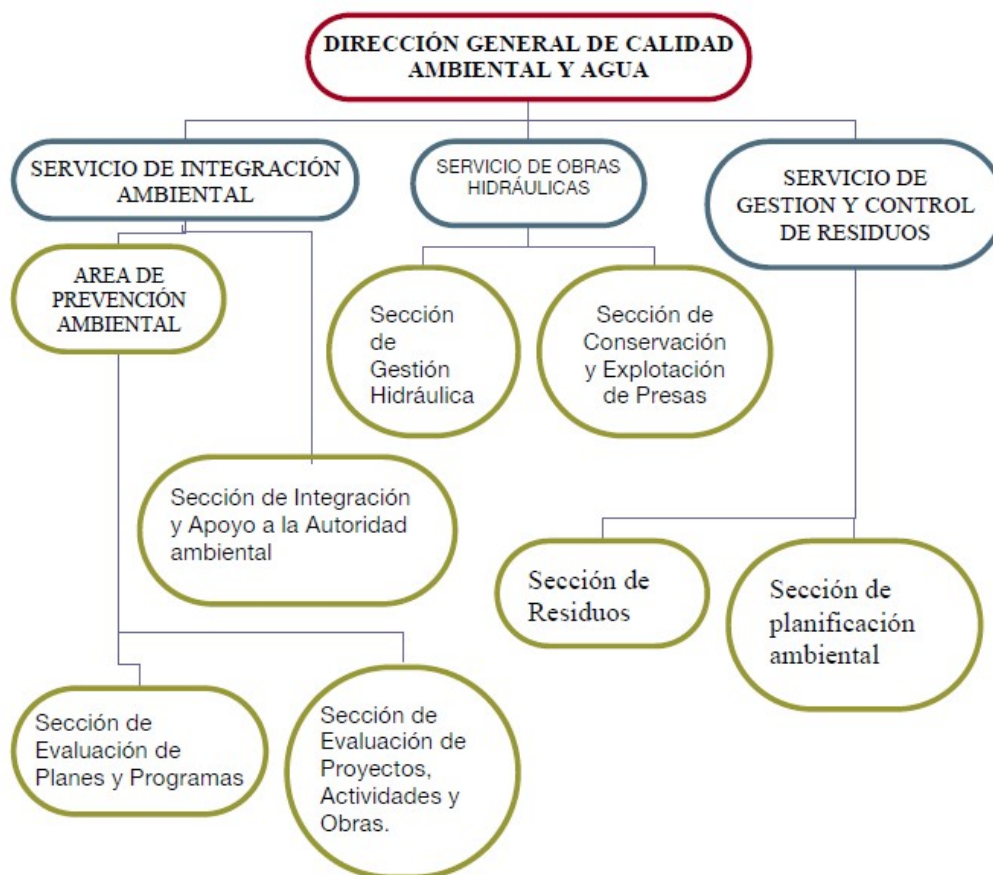 DIRECCIÓN GENERAL DE CALIDAD
AMBIENTAL Y AGUA
SERVICIO DE INTEGRACIÓN
AMBIENTAL
SERVICIO DE OBRAS
HIDRÁULICAS
SERVICIO DE
GESTION Y CONTROL
DE RESIDUOS
AREA DE
PREVENCIÓN
AMBIENTAL
Sección
de
Gestión
Hidráulica
Sección de
Conservación
y Explotación
de Presas
Sección de Integración
y Apoyo a la Autoridad
ambiental
Sección de
Residuos
Sección de
planificación
ambiental
Sección de
Evaluación de
Planes y Programas
Sección de
Evaluación de
Proyectos,
Actividades y
Obras.